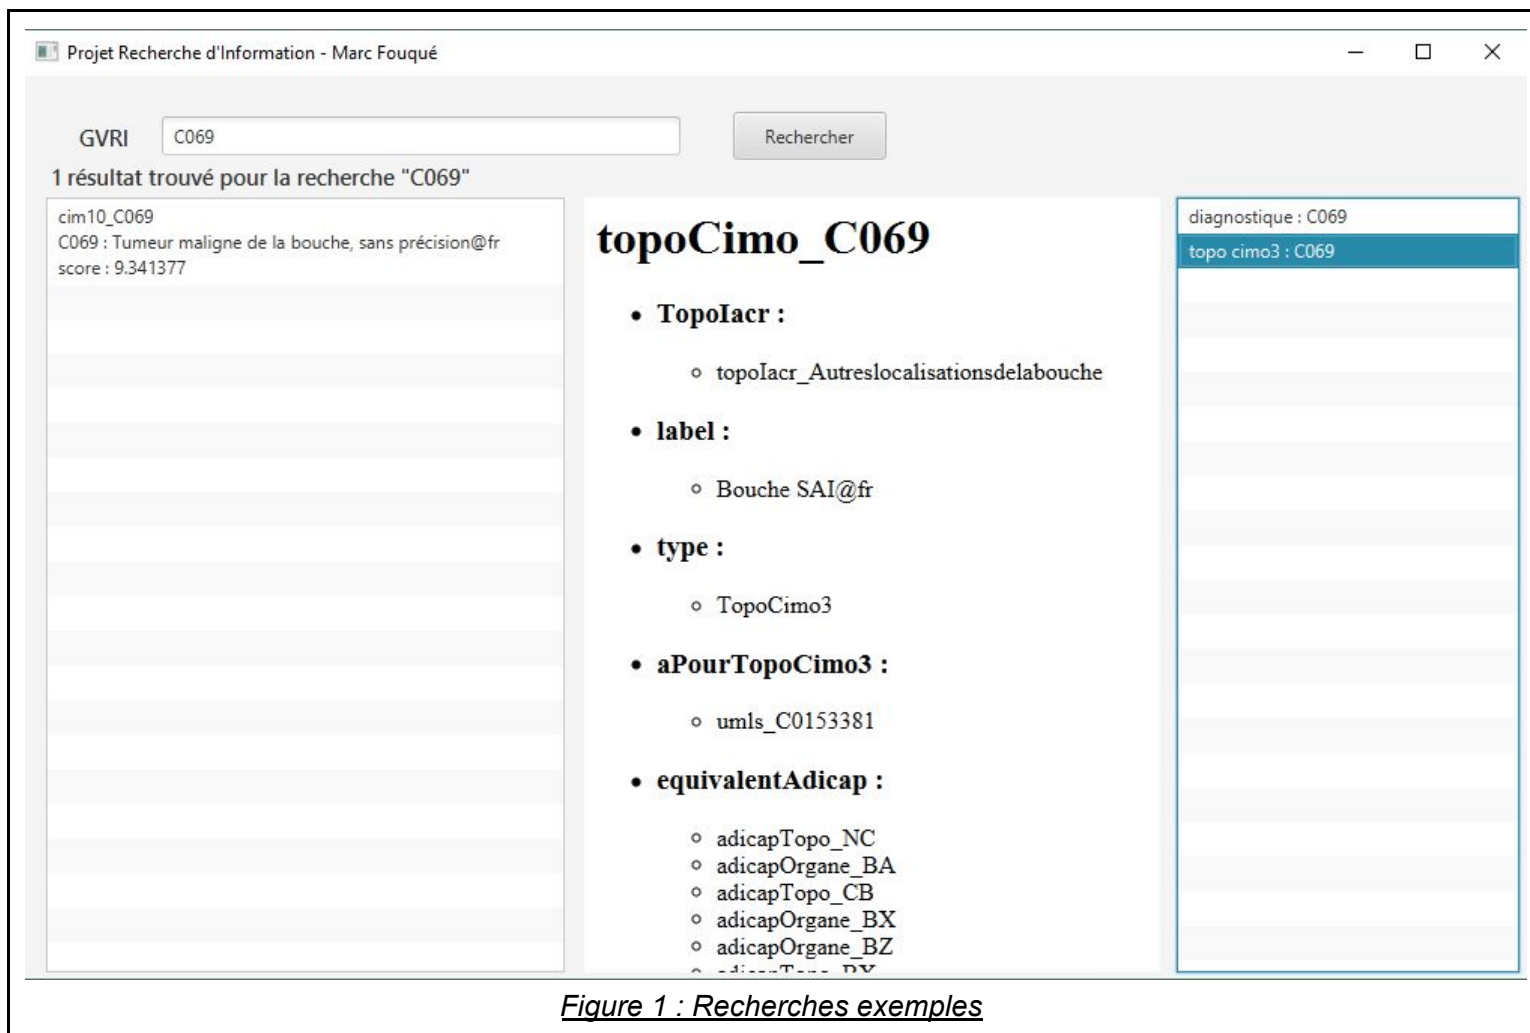 Projet Recherche d'Information - Marc Fouqué
GVRI
C069
Rechercher
1 résultat trouvé pour la recherche "C069"
cim10_C069
C069 : Tumeur maligne de la bouche, sans précision@fr
score : 9.341377
topoCimo_C069
TopoIacr :
topoIacr_Autreslocalisationsdelabouche
label :
Bouche SAI@fr
type :
TopoCimo3
aPourTopoCimo3 :
umls_C0153381
equivalentAdicap :
adicapTopo_NC
adicapOrgane_BA
adicapTopo_CB
adicapOrgane_BX
adicapOrgane_BZ
diagnostique : C069
topo cimo3 : C069
Figure 1 : Recherches exemples